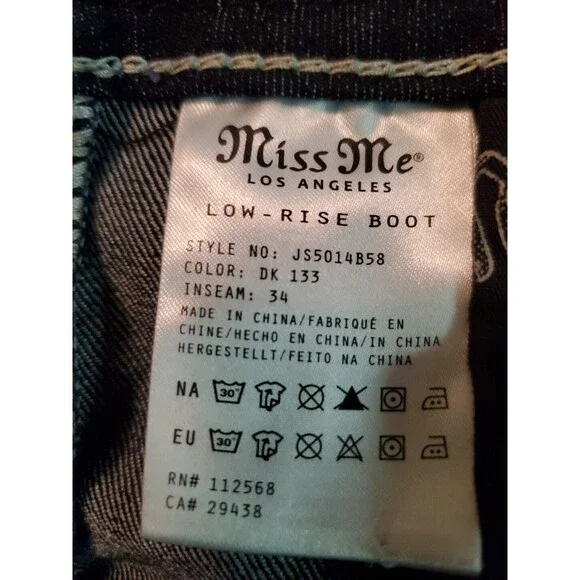 Miss Me®
LOS ANGELES
LOW-RISE BOOT
STYLE NO: JS5014B58
COLOR: DK 133
INSEAM: 34
MADE IN CHINA/FABRIQUÉ EN
CHINE/HECHO EN CHINA/IN CHINA
HERGESTELLT/FEITO NA CHINA
NA 30°
EU 30°
RN# 112568
CA# 29438